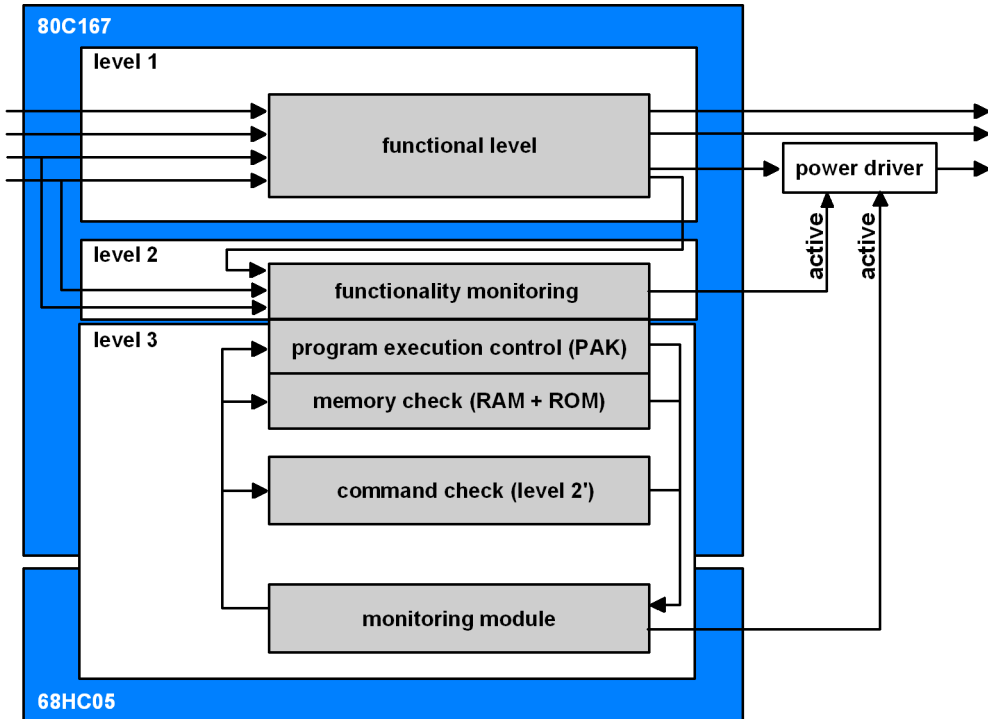 80C167
level 1
functional level
power driver
active
active
level 2
functionality monitoring
level 3
program execution control (PAK)
memory check (RAM + ROM)
command check (level 2')
monitoring module
68HC05